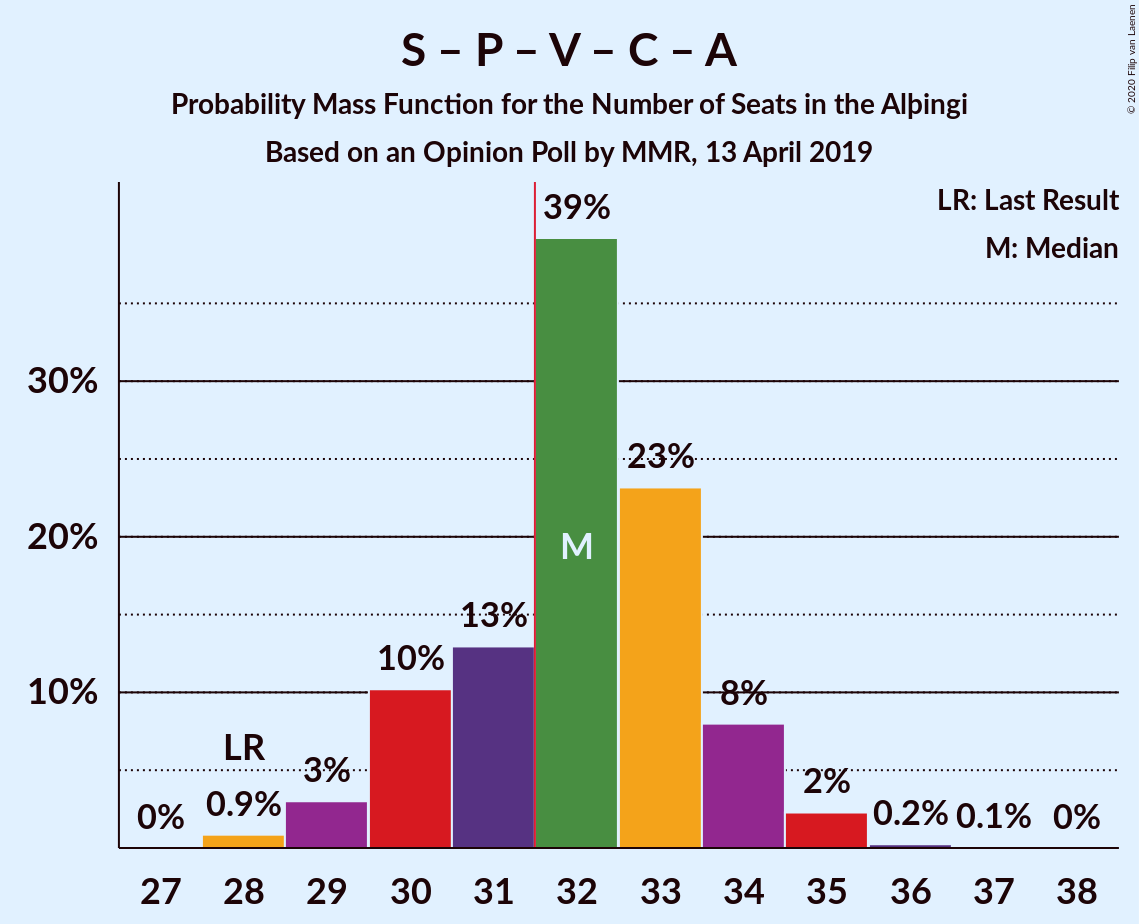 S – P – V – C – A
Probability Mass Function for the Number of Seats in the Alþingi
Based on an Opinion Poll by MMR, 13 April 2019
© 2020 Filip van Laenen
LR: Last Result
M: Median
39%
30%
23%
20%
M
13%
10%
10%
8%
LR
3%
2%
0%
0.9%
0.2%
0.1%
0%
27 28 29 30 31 32 33 34 35 36 37 38